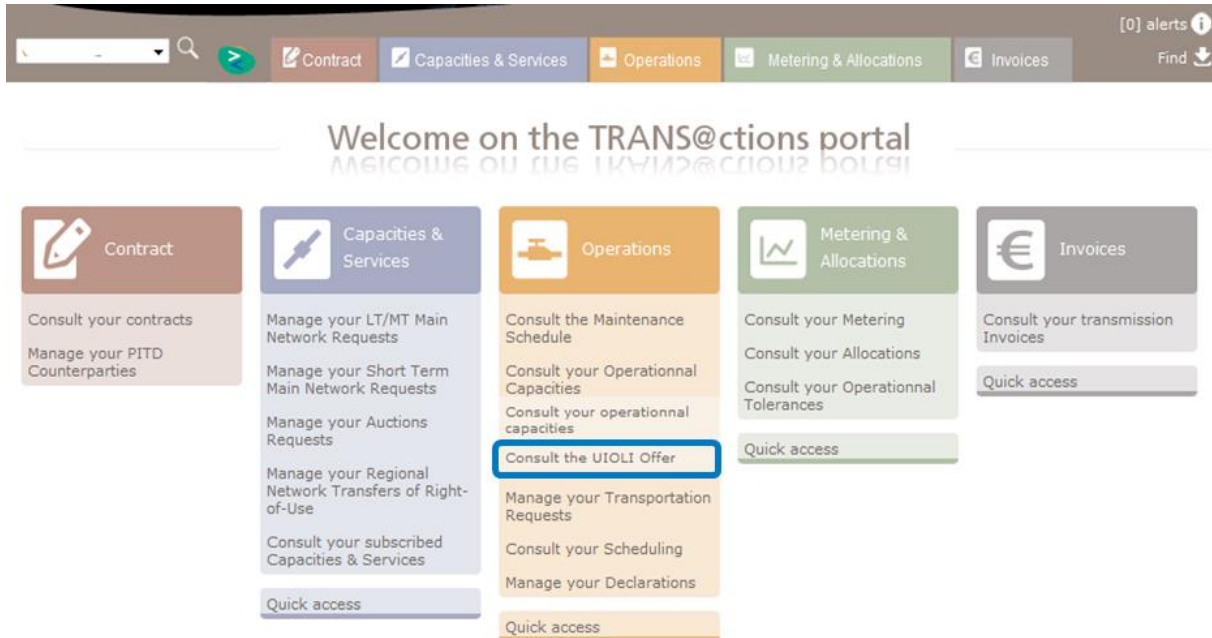 [0] alerts
Contract
Capacities & Services
Operations
Metering & Allocations
Invoices
Find
Welcome on the TRANS@ctions portal
Contract
Consult your contracts
Manage your PITD
Counterparties
Capacities &
Services
Manage your LT/MT Main
Network Requests
Manage your Short Term
Main Network Requests
Manage your Auctions
Requests
Manage your Regional
Network Transfers of Right-
of-Use
Consult your subscribed
Capacities & Services
Quick access
Operations
Consult the Maintenance
Schedule
Consult your Operationnal
Capacities
Consult your operationnal
capacities
Consult the UIOLI Offer
Manage your Transportation
Requests
Consult your Scheduling
Manage your Declarations
Quick access
Metering &
Allocations
Consult your Metering
Consult your Allocations
Consult your Operationnal
Tolerances
Quick access
Invoices
Consult your transmission
Invoices
Quick access